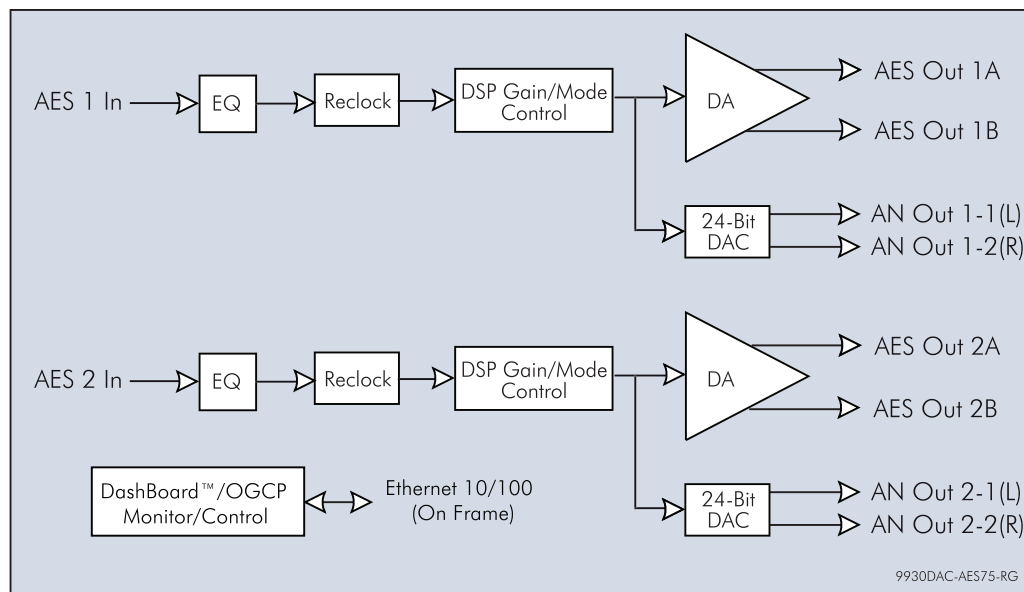 AES 1 In
EQ
Reclock
DSP Gain/Mode
Control
DA
AES Out 1A
AES Out 1B
24-Bit
DAC
AN Out 1-1(L)
AN Out 1-2(R)
AES 2 In
EQ
Reclock
DSP Gain/Mode
Control
DA
AES Out 2A
AES Out 2B
24-Bit
DAC
AN Out 2-1(L)
AN Out 2-2(R)
DashBoard™/OGCP
Monitor/Control
Ethernet 10/100
(On Frame)
9930DAC-AES75-RG